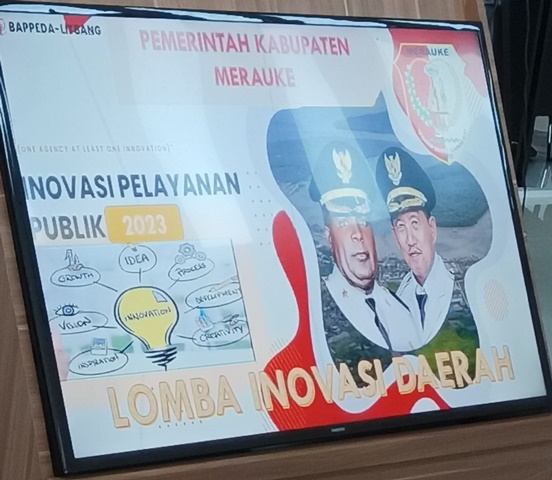 BAPPEDA-LITBANG
PEMERINTAH KABUPATEN
MERAUKE
MERAUKE
(ONE AGENCY AT LEAST ONE INNOVATION)
INOVASI PELAYANAN
PUBLIK 2023
IDEA
GROWTH
PROCESS
DEVELOPMENT
INNOVATION
VISION
CREATIVITY
INSPIRATION
LOMBA INOVASI DAERAH
SAMSUNG